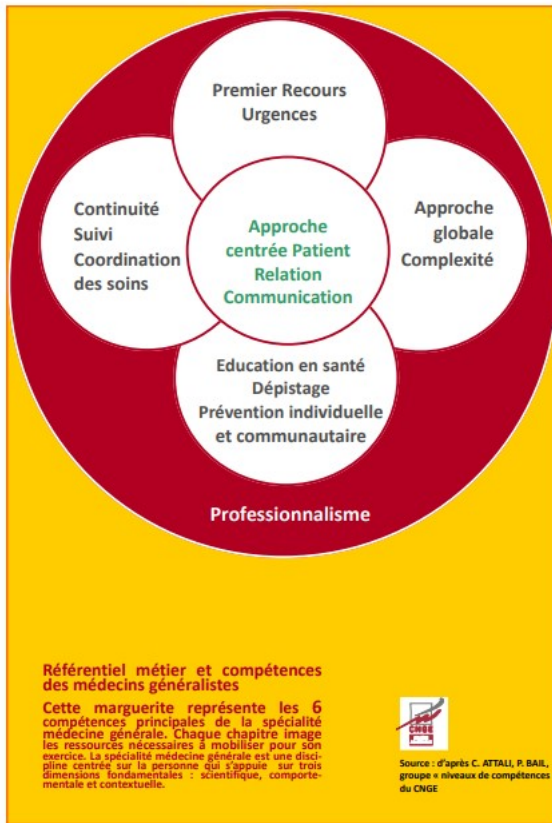 Premier Recours
Urgences
Continuité
Suivi
Coordination
des soins
Approche
centrée Patient
Relation
Communication
Approche
globale
Complexité
Education en santé
Dépistage
Prévention individuelle
et communautaire
Professionnalisme
Référentiel métier et compétences
des médecins généralistes
Cette marguerite représente les 6
compétences principales de la spécialité
médecine générale. Chaque chapitre image
les ressources nécessaires à mobiliser pour son
exercice. La spécialité médecine générale est une disci-
pline centrée sur la personne qui s'appuie sur trois
dimensions fondamentales : scientifique, comporte-
mentale et contextuelle.
CNGE
Source : d'après C. ATTALI, P. BAIL,
groupe « niveaux de compétences
du CNGE